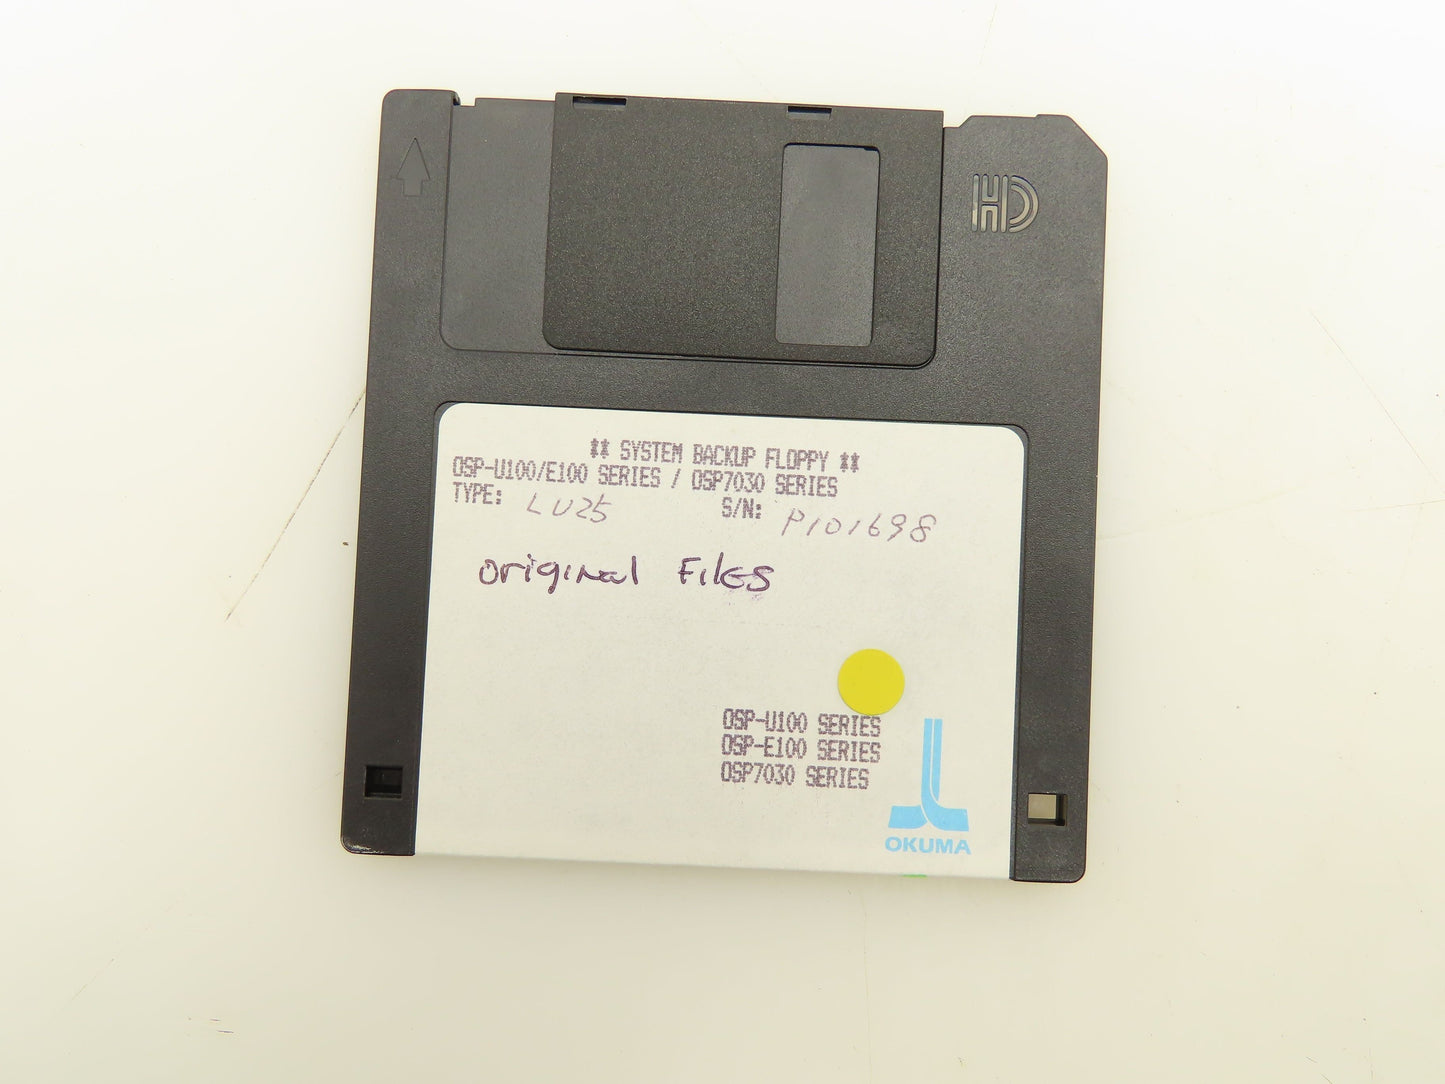 HD
** SYSTEM BACKUP FLOPPY **
OSP-U100/E100 SERIES / OSP7030 SERIES
TYPE: LU25 S/N: P101698
original Files
OSP-U100 SERIES
OSP-E100 SERIES
OSP7030 SERIES
OKUMA